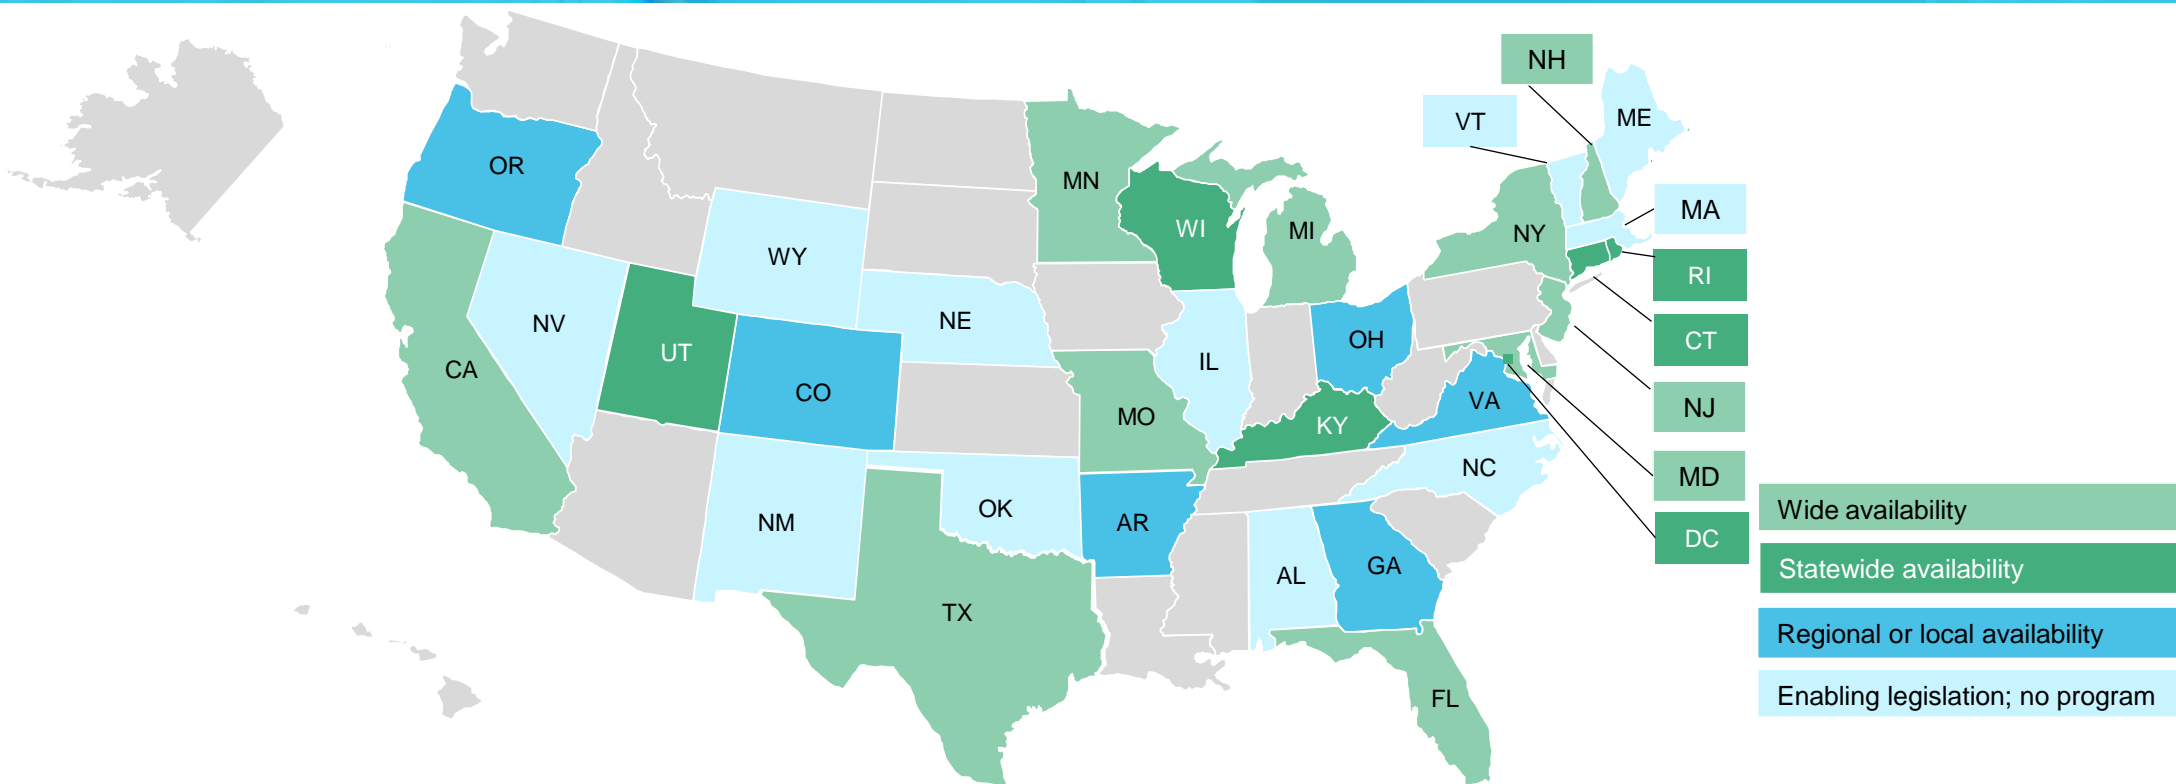 NH
VT
ME
OR
MN
MA
WI
MI
NY
WY
RI
NV
NE
CT
UT
OH
CA
IL
CO
VA
NJ
MO
KY
NC
MD
Wide availability
OK
NM
AR
DC
GA
AL
Statewide availability
TX
Regional or local availability
FL
Enabling legislation; no program